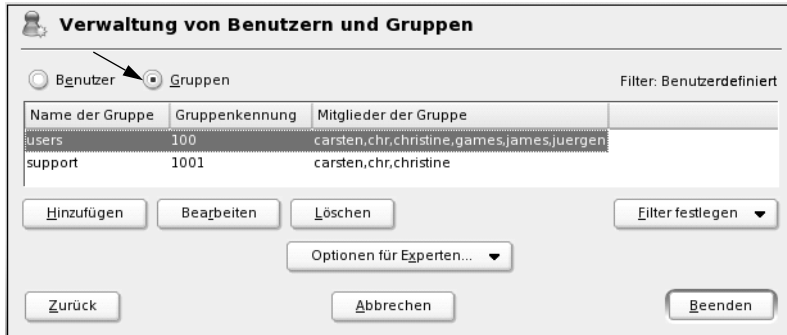 Verwaltung von Benutzern und Gruppen
Benutzer Gruppen Filter: Benutzerdefiniert
Name der Gruppe Gruppenkennung Mitglieder der Gruppe
users 100 carsten,chr,christine,games,james,juergen
support 1001 carsten,chr,christine
Hinzufügen Bearbeiten Löschen Filter festlegen
Optionen für Experten...
Zurück Abbrechen Beenden